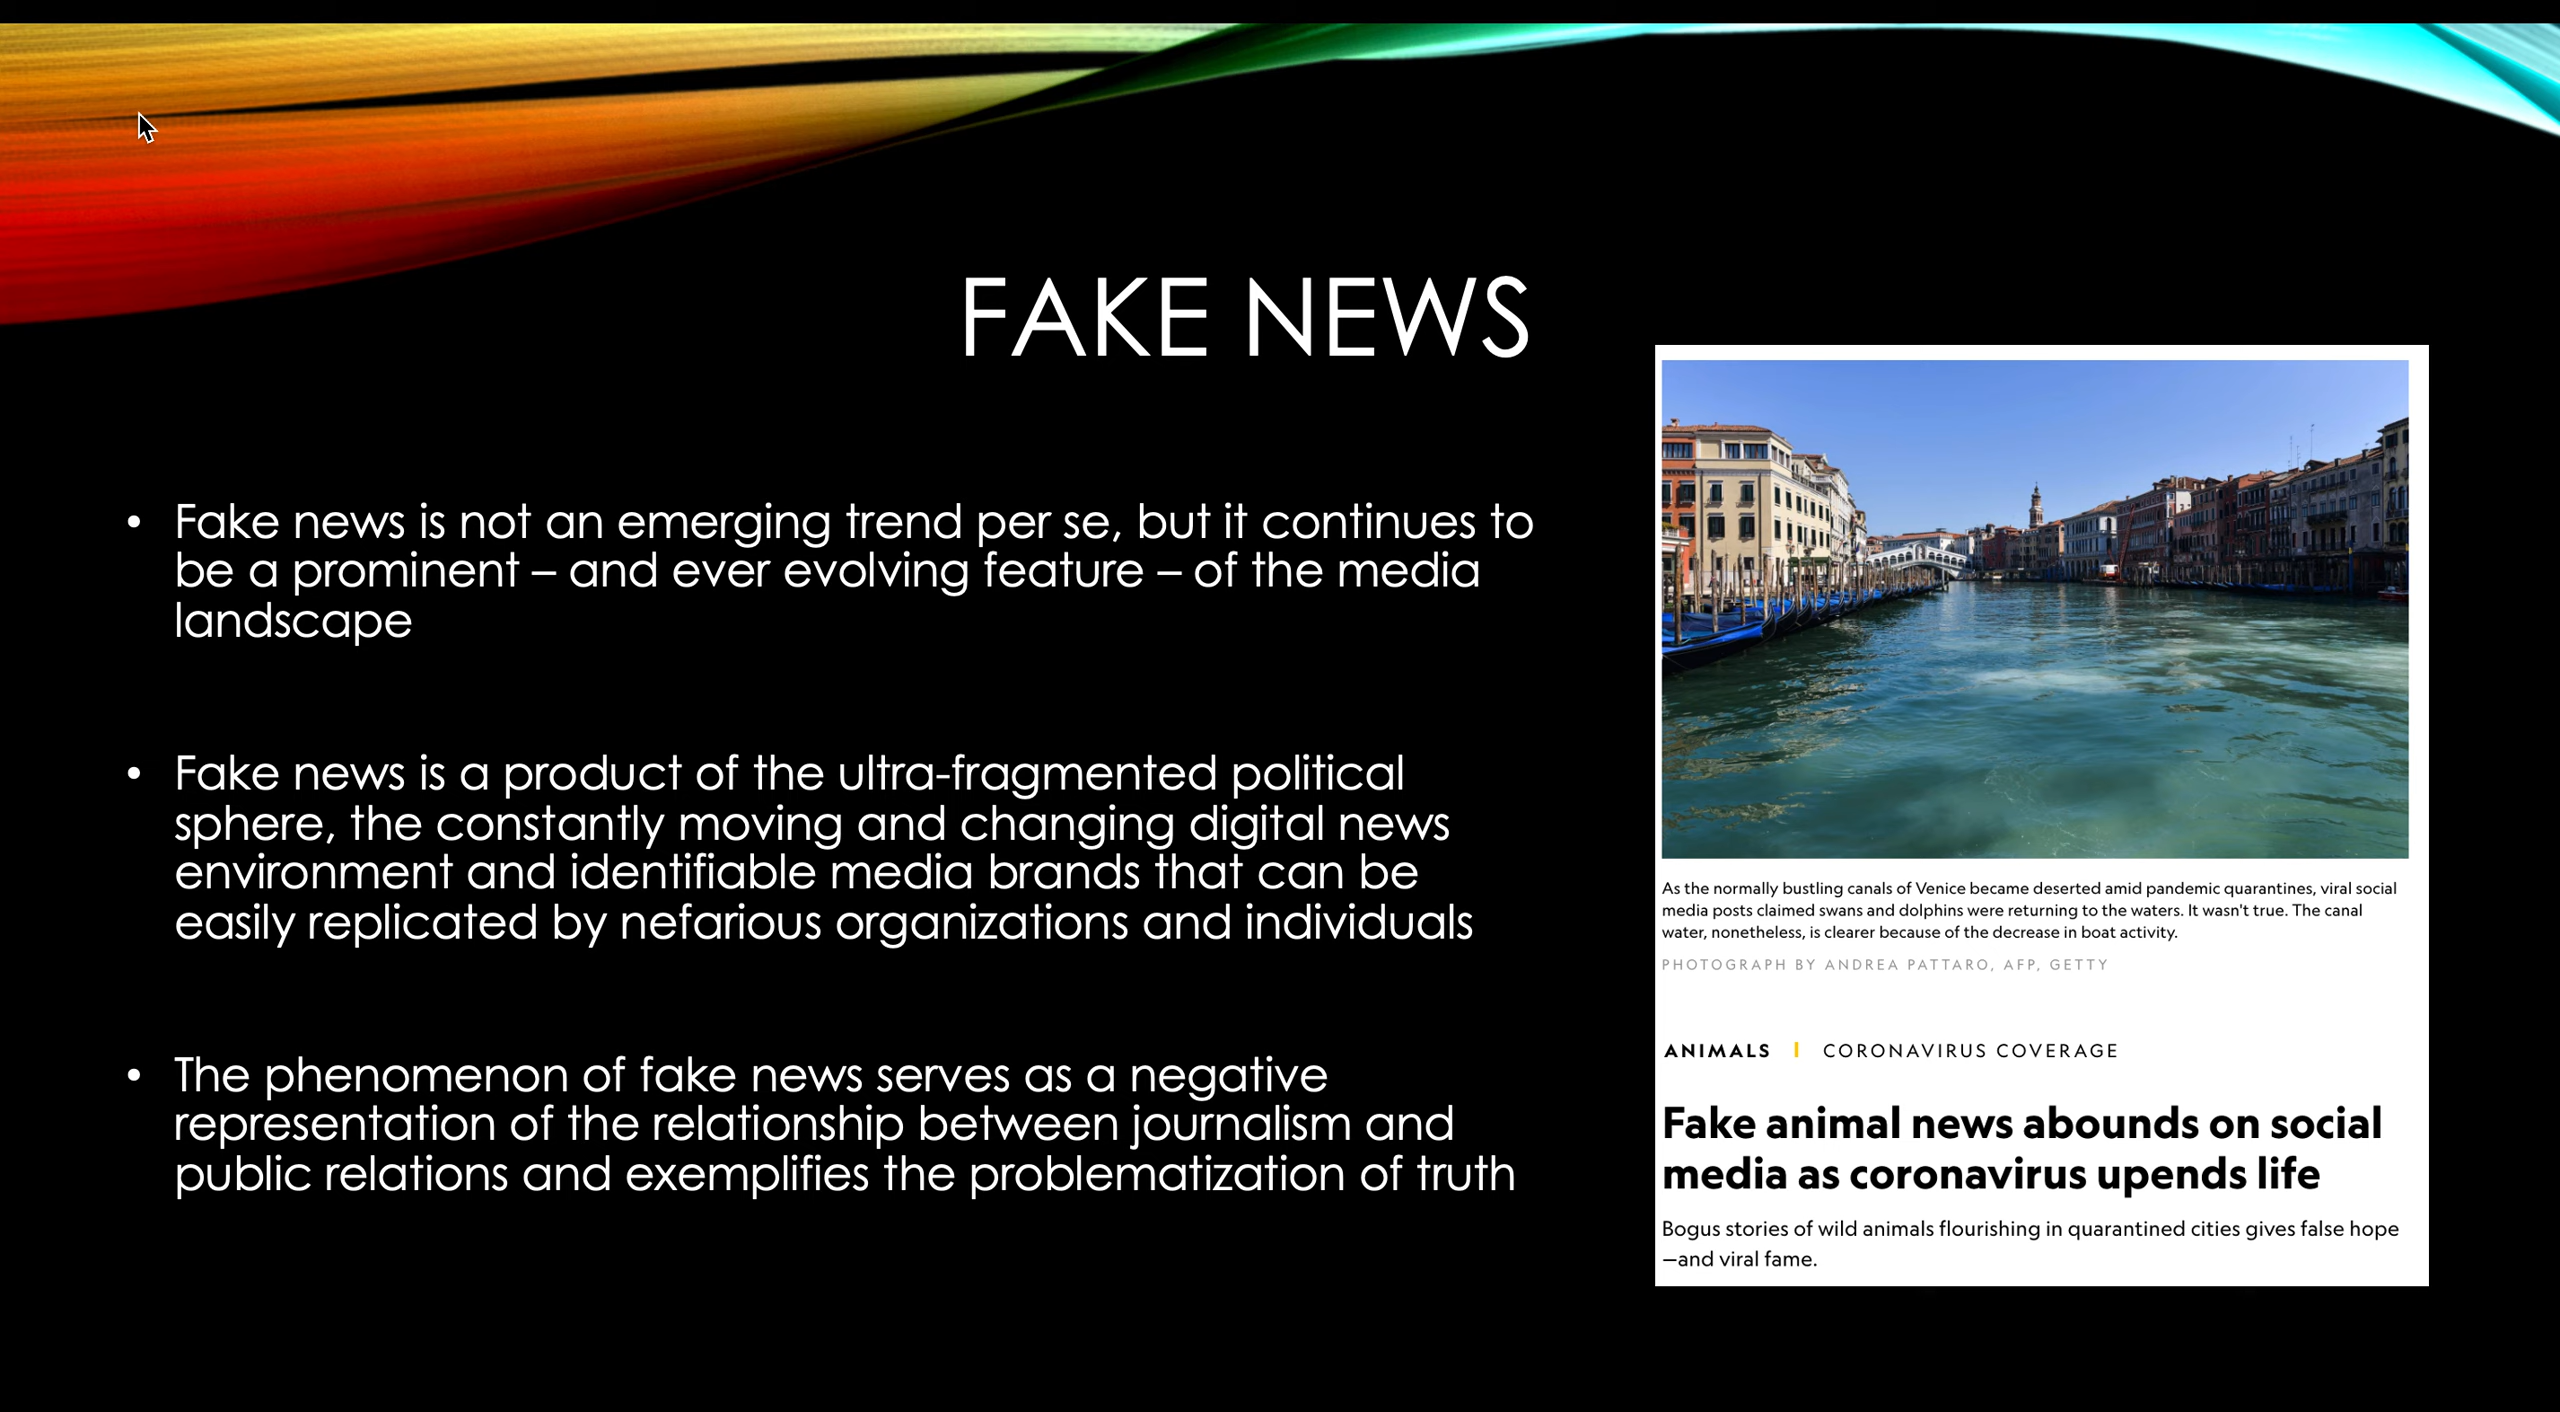 FAKE NEWS
• Fake news is not an emerging trend per se, but it continues to
be a prominent – and ever evolving feature – of the media
landscape
• Fake news is a product of the ultra-fragmented political
sphere, the constantly moving and changing digital news
environment and identifiable media brands that can be
easily replicated by nefarious organizations and individuals
• The phenomenon of fake news serves as a negative
representation of the relationship between journalism and
public relations and exemplifies the problematization of truth
As the normally bustling canals of Venice became deserted amid pandemic quarantines, viral social
media posts claimed swans and dolphins were returning to the waters. It wasn't true. The canal
water, nonetheless, is clearer because of the decrease in boat activity.
PHOTOGRAPH BY ANDREA PATTARO, AFP, GETTY
ANIMALS | CORONAVIRUS COVERAGE
Fake animal news abounds on social
media as coronavirus upends life
Bogus stories of wild animals flourishing in quarantined cities gives false hope
—and viral fame.